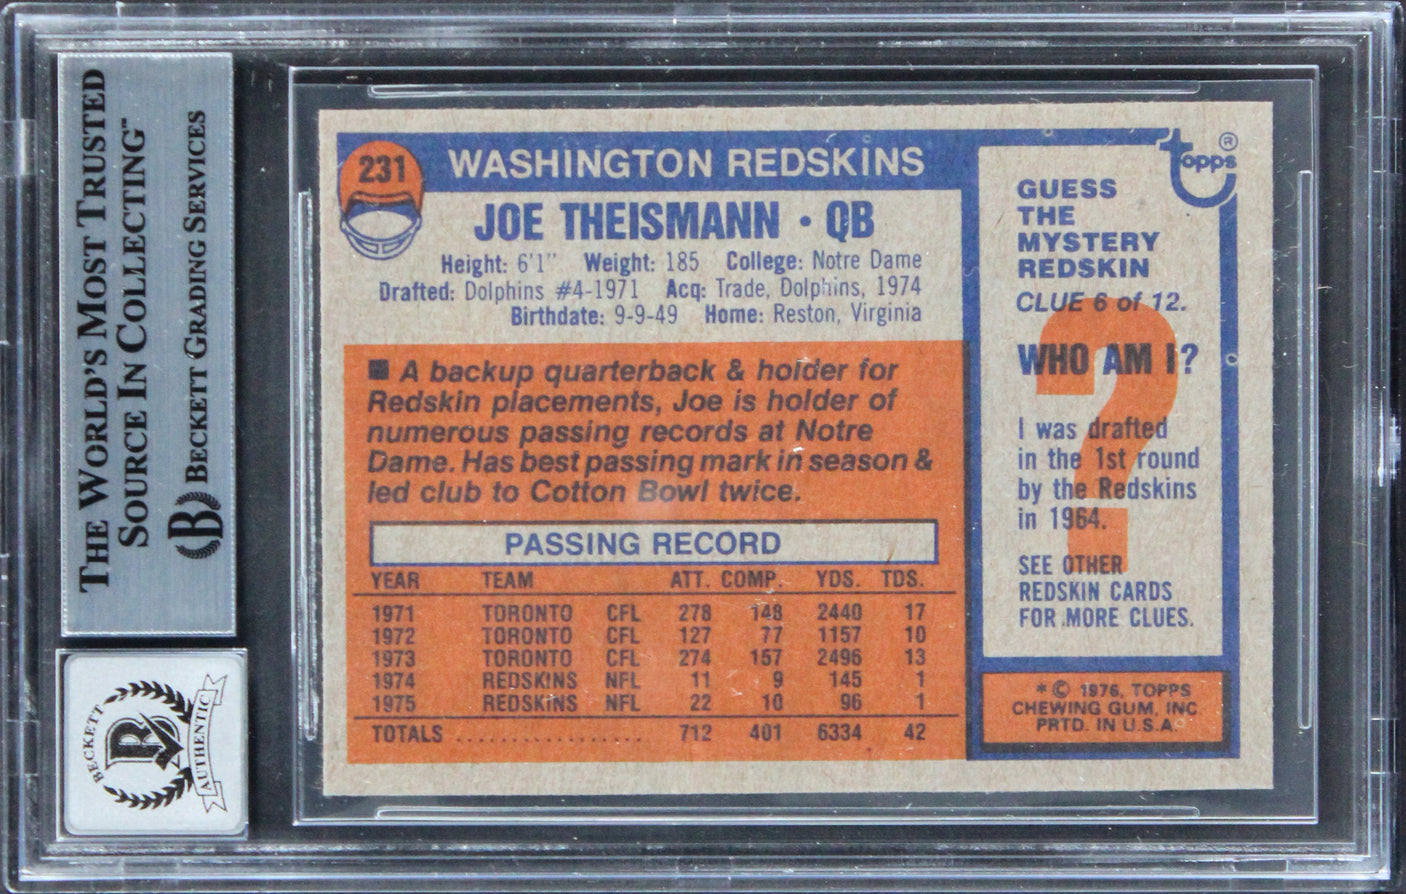 THE WORLD'S MOST TRUSTED
SOURCE IN COLLECTING™
BECKETT GRADING SERVICES
B
BECKETT
B
AUTHENTIC
231
WASHINGTON REDSKINS
JOE THEISMANN • QB
Height: 6'1" Weight: 185 College: Notre Dame
Drafted: Dolphins #4-1971 Acq: Trade, Dolphins, 1974
Birthdate: 9-9-49 Home: Reston, Virginia
■ A backup quarterback & holder for
Redskin placements, Joe is holder of
numerous passing records at Notre
Dame. Has best passing mark in season &
led club to Cotton Bowl twice.
PASSING RECORD
YEAR TEAM ATT. COMP. YDS. TDS.
1971 TORONTO CFL 278 148 2440 17
1972 TORONTO CFL 127 77 1157 10
1973 TORONTO CFL 274 157 2496 13
1974 REDSKINS NFL 11 9 145 1
1975 REDSKINS NFL 22 10 96 1
TOTALS .................. 712 401 6334 42
topps ®
GUESS
THE
MYSTERY
REDSKIN
CLUE 6 of 12.
?
WHO AM I?
I was drafted
in the 1st round
by the Redskins
in 1964.
SEE OTHER
REDSKIN CARDS
FOR MORE CLUES.
* © 1976, TOPPS
CHEWING GUM, INC
PRTD. IN U.S.A.